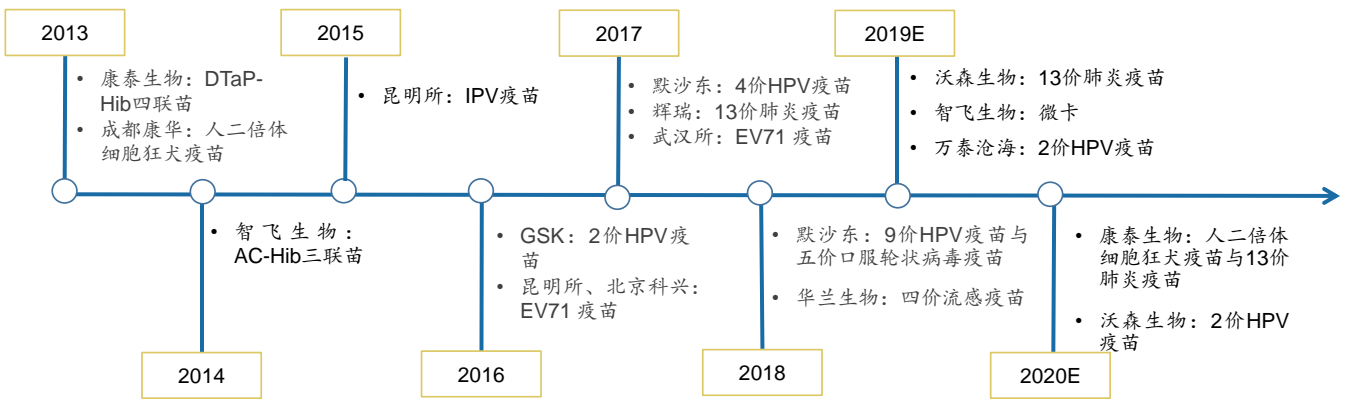 2013
• 康泰生物：DTaP-
Hib四联苗
• 成都康华：人二倍体
细胞狂犬疫苗
2015
• 昆明所：IPV疫苗
2017
• 默沙东：4价HPV疫苗
• 辉瑞：13价肺炎疫苗
• 武汉所：EV71 疫苗
2019E
• 沃森生物：13价肺炎疫苗
• 智飞生物：微卡
• 万泰沧海：2价HPV疫苗
• 智飞生物：
AC-Hib三联苗
2014
• GSK：2价HPV疫
苗
• 昆明所、北京科兴：
EV71 疫苗
2016
• 默沙东：9价HPV疫苗与
五价口服轮状病毒疫苗
• 华兰生物：四价流感疫苗
2018
• 康泰生物：人二倍体
细胞狂犬疫苗与13价
肺炎疫苗
• 沃森生物：2价HPV
疫苗
2020E